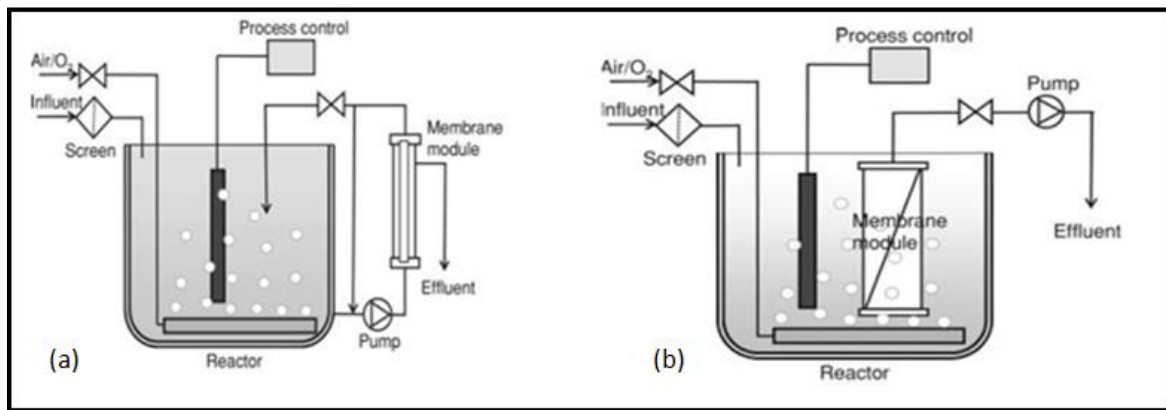 Process control
Air/O₂
Influent
Screen
Membrane
module
Effluent
Pump
Reactor
(a)
Process control
Air/O₂
Influent
Screen
Pump
Membrane
module
Effluent
Reactor
(b)